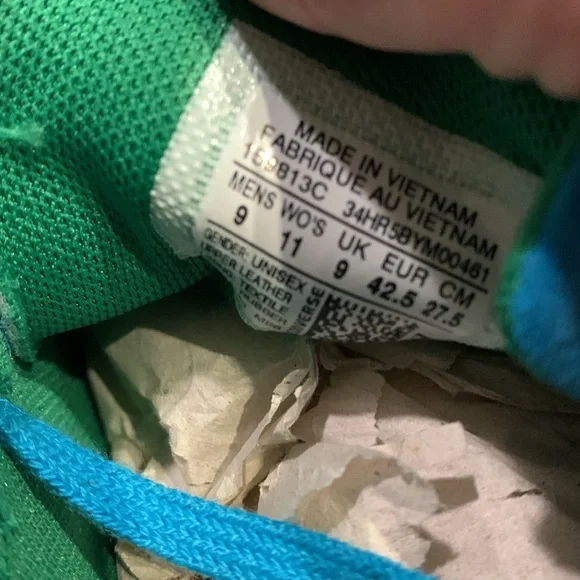 MADE IN VIETNAM
FABRIQUE AU VIETNAM
159813C 34HR5BYM00461
MENS WO'S UK EUR CM
9 11 9 42.5 27.5
GENDER: UNISEX
UPPER LEATHER
TEXTILE